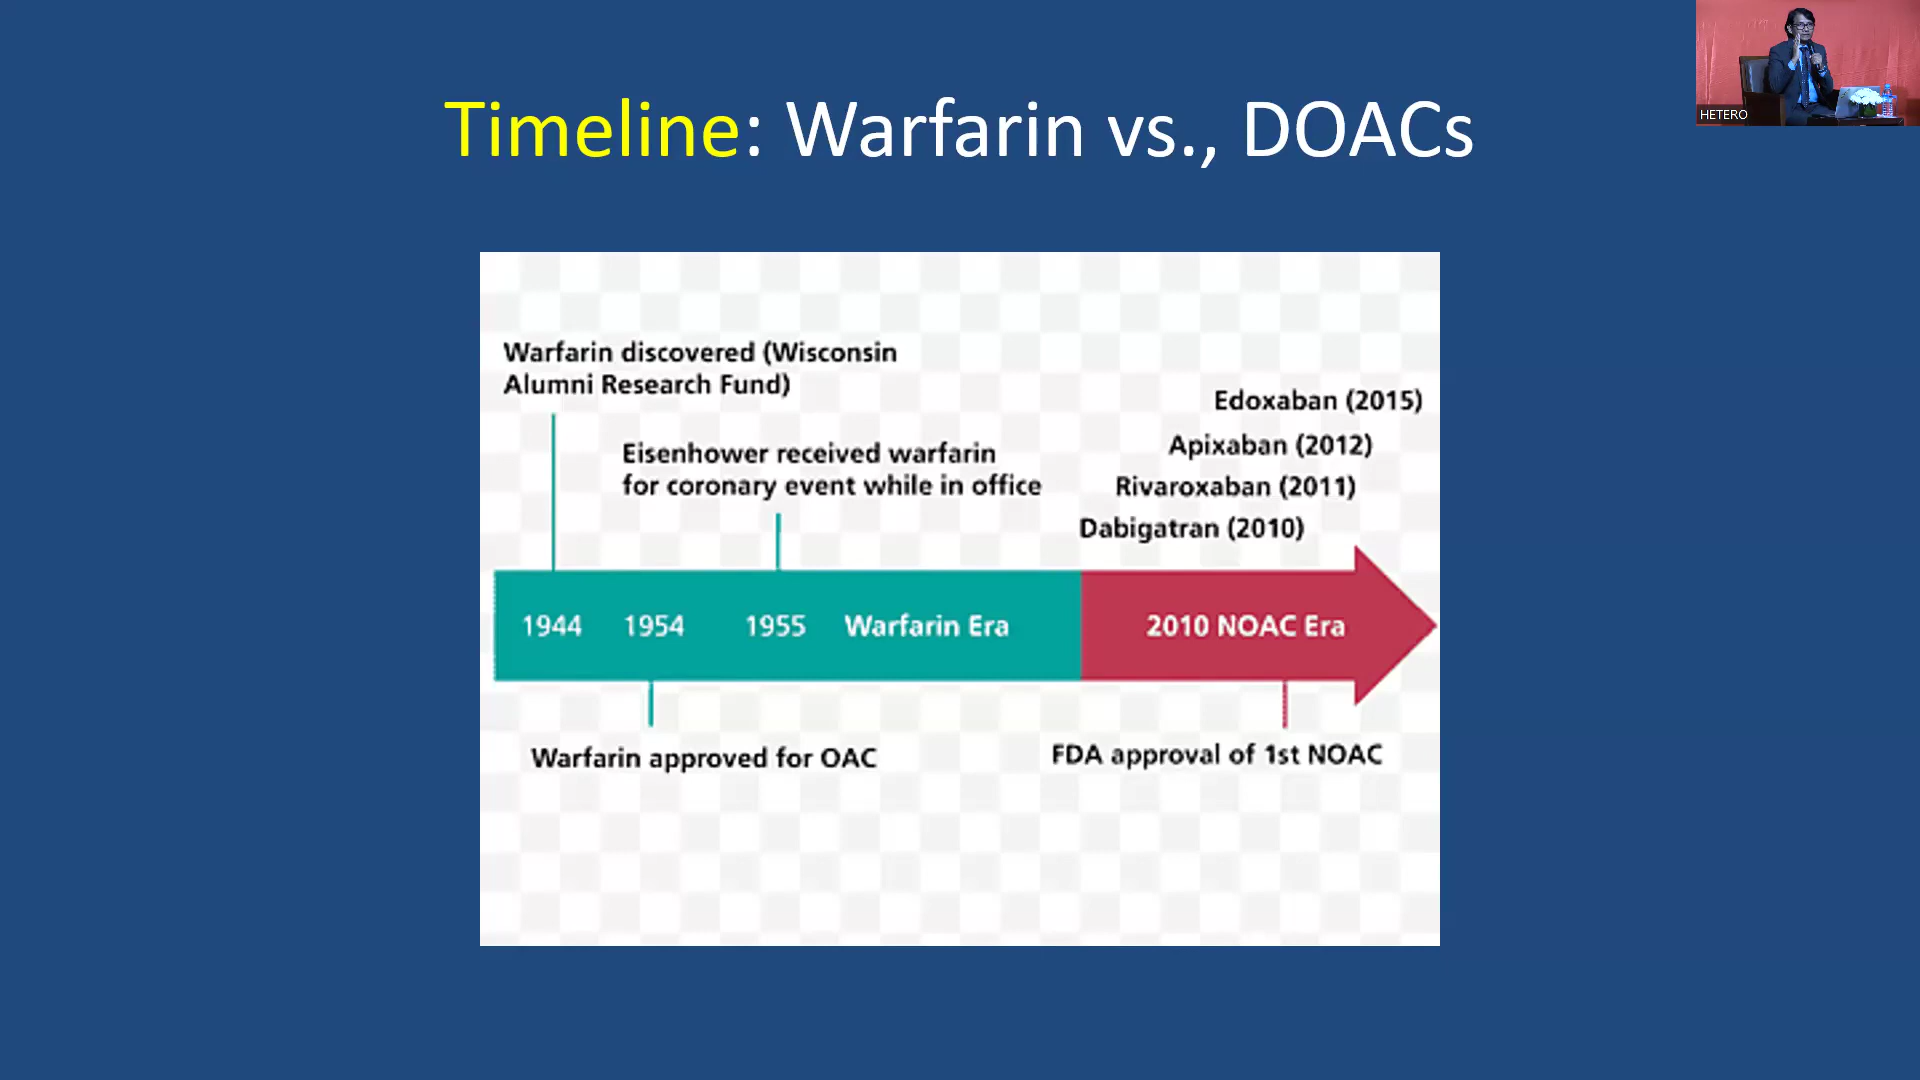 HETERO
Timeline: Warfarin vs., DOACs
Warfarin discovered (Wisconsin
Alumni Research Fund)
Eisenhower received warfarin
for coronary event while in office
Edoxaban (2015)
Apixaban (2012)
Rivaroxaban (2011)
Dabigatran (2010)
1944 1954 1955 Warfarin Era 2010 NOAC Era
Warfarin approved for OAC
FDA approval of 1st NOAC